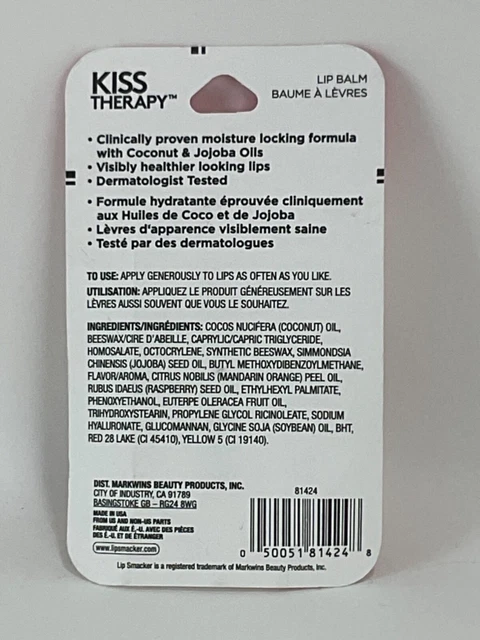 KISS
THERAPY™
LIP BALM
BAUME À LÈVRES
• Clinically proven moisture locking formula
with Coconut & Jojoba Oils
• Visibly healthier looking lips
• Dermatologist Tested
• Formule hydratante éprouvée cliniquement
aux Huiles de Coco et de Jojoba
• Lèvres d'apparence visiblement saine
• Testé par des dermatologues
TO USE: APPLY GENEROUSLY TO LIPS AS OFTEN AS YOU LIKE.
UTILISATION: APPLIQUEZ LE PRODUIT GÉNÉREUSEMENT SUR LES
LÈVRES AUSSI SOUVENT QUE VOUS LE SOUHAITEZ.
INGREDIENTS/INGRÉDIENTS: COCOS NUCIFERA (COCONUT) OIL,
BEESWAX/CIRE D'ABEILLE, CAPRYLIC/CAPRIC TRIGLYCERIDE,
HOMOSALATE, OCTOCRYLENE, SYNTHETIC BEESWAX, SIMMONDSIA
CHINENSIS (JOJOBA) SEED OIL, BUTYL METHOXYDIBENZOYLMETHANE,
FLAVOR/AROMA, CITRUS NOBILIS (MANDARIN ORANGE) PEEL OIL,
RUBUS IDAEUS (RASPBERRY) SEED OIL, ETHYLHEXYL PALMITATE,
PHENOXYETHANOL, EUTERPE OLERACEA FRUIT OIL,
TRIHYDROXYSTEARIN, PROPYLENE GLYCOL RICINOLEATE, SODIUM
HYALURONATE, GLUCOMANNAN, GLYCINE SOJA (SOYBEAN) OIL, BHT,
RED 28 LAKE (CI 45410), YELLOW 5 (CI 19140).
DIST. MARKWINS BEAUTY PRODUCTS, INC.
CITY OF INDUSTRY, CA 91789
BASINGSTOKE GB – RG24 8WG
MADE IN USA
FROM US AND NON-US PARTS
FABRIQUÉ AUX É.-U. AVEC DES PIÈCES
DES É.-U. ET DE ÉTRANGER
www.lipsmacker.com
81424
0 50051 81424 8
Lip Smacker is a registered trademark of Markwins Beauty Products, Inc.